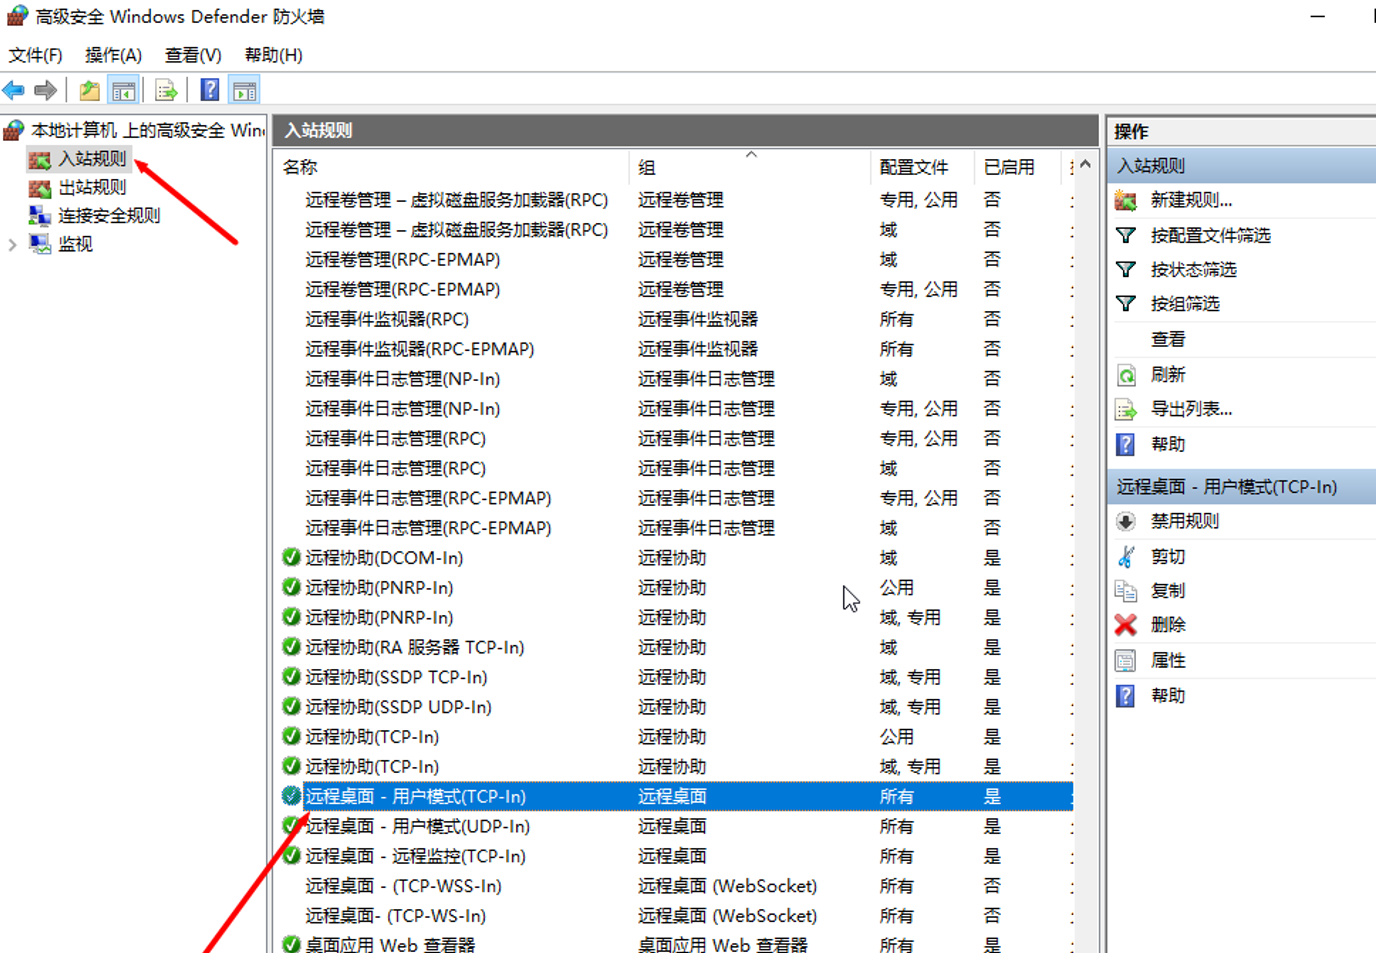 高级安全 Windows Defender 防火墙
文件(F) 操作(A) 查看(V) 帮助(H)
本地计算机 上的高级安全 Win
入站规则
出站规则
连接安全规则
监视
入站规则
名称 组 配置文件 已启用
远程卷管理 – 虚拟磁盘服务加载器(RPC) 远程卷管理 专用, 公用 否
远程卷管理 – 虚拟磁盘服务加载器(RPC) 远程卷管理 域 否
远程卷管理(RPC-EPMAP) 远程卷管理 域 否
远程卷管理(RPC-EPMAP) 远程卷管理 专用, 公用 否
远程事件监视器(RPC) 远程事件监视器 所有 否
远程事件监视器(RPC-EPMAP) 远程事件监视器 所有 否
远程事件日志管理(NP-In) 远程事件日志管理 域 否
远程事件日志管理(NP-In) 远程事件日志管理 专用, 公用 否
远程事件日志管理(RPC) 远程事件日志管理 专用, 公用 否
远程事件日志管理(RPC) 远程事件日志管理 域 否
远程事件日志管理(RPC-EPMAP) 远程事件日志管理 专用, 公用 否
远程事件日志管理(RPC-EPMAP) 远程事件日志管理 域 否
远程协助(DCOM-In) 远程协助 域 是
远程协助(PNRP-In) 远程协助 公用 是
远程协助(PNRP-In) 远程协助 域, 专用 是
远程协助(RA 服务器 TCP-In) 远程协助 域 是
远程协助(SSDP TCP-In) 远程协助 域, 专用 是
远程协助(SSDP UDP-In) 远程协助 域, 专用 是
远程协助(TCP-In) 远程协助 公用 是
远程协助(TCP-In) 远程协助 域, 专用 是
远程桌面 - 用户模式(TCP-In) 远程桌面 所有 是
远程桌面 - 用户模式(UDP-In) 远程桌面 所有 是
远程桌面 - 远程监控(TCP-In) 远程桌面 所有 是
远程桌面 - (TCP-WSS-In) 远程桌面 (WebSocket) 所有 否
远程桌面- (TCP-WS-In) 远程桌面 (WebSocket) 所有 否
桌面应用 Web 查看器 桌面应用 Web 查看器 所有 是
操作
入站规则
新建规则...
按配置文件筛选
按状态筛选
按组筛选
查看
刷新
导出列表...
帮助
远程桌面 - 用户模式(TCP-In)
禁用规则
剪切
复制
删除
属性
帮助